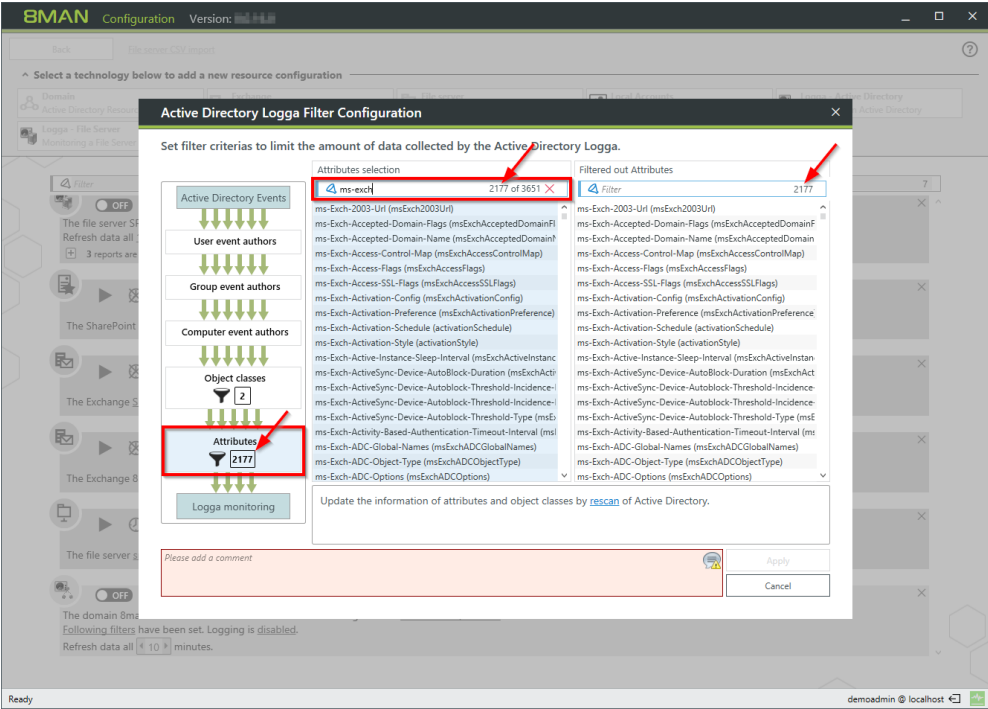 8MAN Configuration Version:
Back File server CSV import
Select a technology below to add a new resource configuration
Domain Exchange File server Local Accounts Logga - Active Directory
Active Directory Resou Active Directory
Logga - File Server
Monitoring a File Server
Active Directory Logga Filter Configuration
Set filter criterias to limit the amount of data collected by the Active Directory Logga.
Attributes selection
ms-exch 2177 of 3651
ms-Exch-2003-Url (msExch2003Url)
ms-Exch-Accepted-Domain-Flags (msExchAcceptedDomainFl
ms-Exch-Accepted-Domain-Name (msExchAcceptedDomainN
ms-Exch-Access-Control-Map (msExchAccessControlMap)
ms-Exch-Access-Flags (msExchAccessFlags)
ms-Exch-Access-SSL-Flags (msExchAccessSSLFlags)
ms-Exch-Activation-Config (msExchActivationConfig)
ms-Exch-Activation-Preference (msExchActivationPreference)
ms-Exch-Activation-Schedule (activationSchedule)
ms-Exch-Activation-Style (activationStyle)
ms-Exch-Active-Instance-Sleep-Interval (msExchActiveInstanc
ms-Exch-ActiveSync-Device-AutoBlock-Duration (msExchActi
ms-Exch-ActiveSync-Device-Autoblock-Threshold-Incidence-
ms-Exch-ActiveSync-Device-Autoblock-Threshold-Incidence-
ms-Exch-ActiveSync-Device-Autoblock-Threshold-Type (msEx
ms-Exch-Activity-Based-Authentication-Timeout-Interval (msl
ms-Exch-ADC-Global-Names (msExchADCGlobalNames)
ms-Exch-ADC-Object-Type (msExchADCObjectType)
ms-Exch-ADC-Options (msExchADCOptions)
Filtered out Attributes
Filter 2177
ms-Exch-2003-Url (msExch2003Url)
ms-Exch-Accepted-Domain-Flags (msExchAcceptedDomainF
ms-Exch-Accepted-Domain-Name (msExchAcceptedDomain
ms-Exch-Access-Control-Map (msExchAccessControlMap)
ms-Exch-Access-Flags (msExchAccessFlags)
ms-Exch-Access-SSL-Flags (msExchAccessSSLFlags)
ms-Exch-Activation-Config (msExchActivationConfig)
ms-Exch-Activation-Preference (msExchActivationPreference
ms-Exch-Activation-Schedule (activationSchedule)
ms-Exch-Activation-Style (activationStyle)
ms-Exch-Active-Instance-Sleep-Interval (msExchActiveInstan
ms-Exch-ActiveSync-Device-AutoBlock-Duration (msExchAct
ms-Exch-ActiveSync-Device-Autoblock-Threshold-Incidence-
ms-Exch-ActiveSync-Device-Autoblock-Threshold-Incidence-
ms-Exch-ActiveSync-Device-Autoblock-Threshold-Type (msE
ms-Exch-Activity-Based-Authentication-Timeout-Interval (ms
ms-Exch-ADC-Global-Names (msExchADCGlobalNames)
ms-Exch-ADC-Object-Type (msExchADCObjectType)
ms-Exch-ADC-Options (msExchADCOptions)
Active Directory Events
User event authors
Group event authors
Computer event authors
Object classes
2
Attributes
2177
Logga monitoring
Update the information of attributes and object classes by rescan of Active Directory.
Please add a comment
Apply
Cancel
Filter 7
OFF
The file server SF
Refresh data all
3 reports are
The SharePoint
The Exchange S
The Exchange 8
The file server s
OFF
The domain 8ma
Following filters have been set. Logging is disabled.
Refresh data all 10 minutes.
Ready demoadmin @ localhost